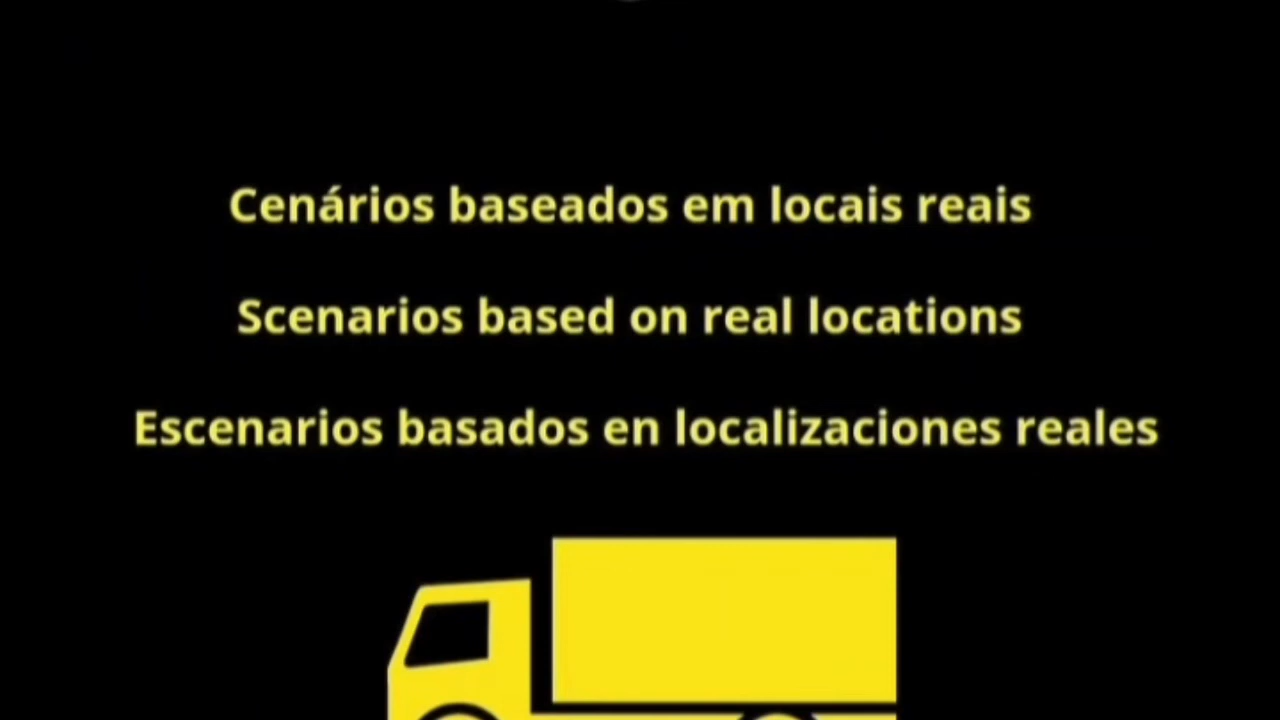 Cenários baseados em locais reais
Scenarios based on real locations
Escenarios basados en localizaciones reales